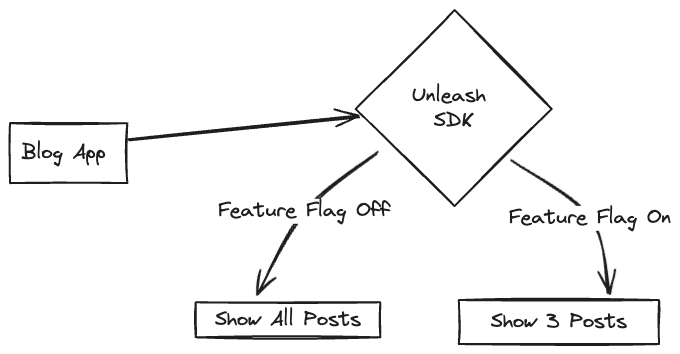 Unleash
SDK
Blog App
Feature Flag Off
Feature Flag On
Show All Posts
Show 3 Posts